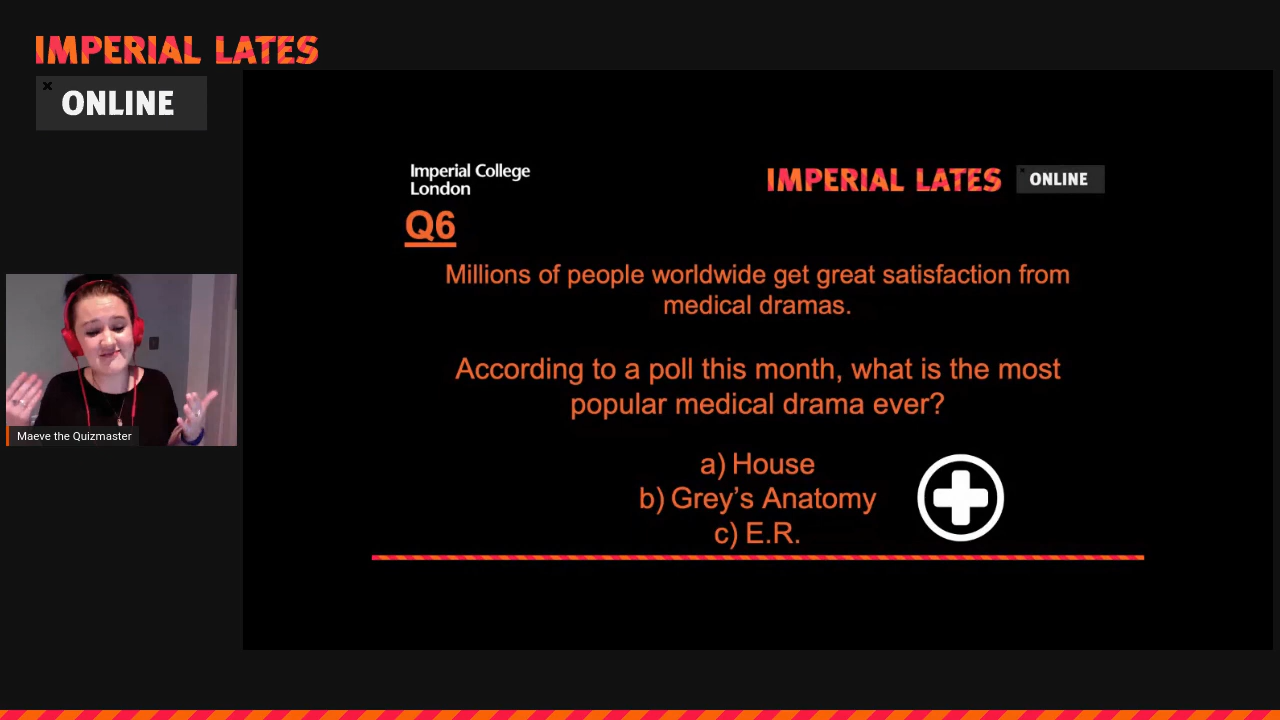 IMPERIAL LATES
ONLINE
Imperial College
London
IMPERIAL LATES ONLINE
Q6
Millions of people worldwide get great satisfaction from
medical dramas.
According to a poll this month, what is the most
popular medical drama ever?
a) House
b) Grey’s Anatomy
c) E.R.
Maeve the Quizmaster